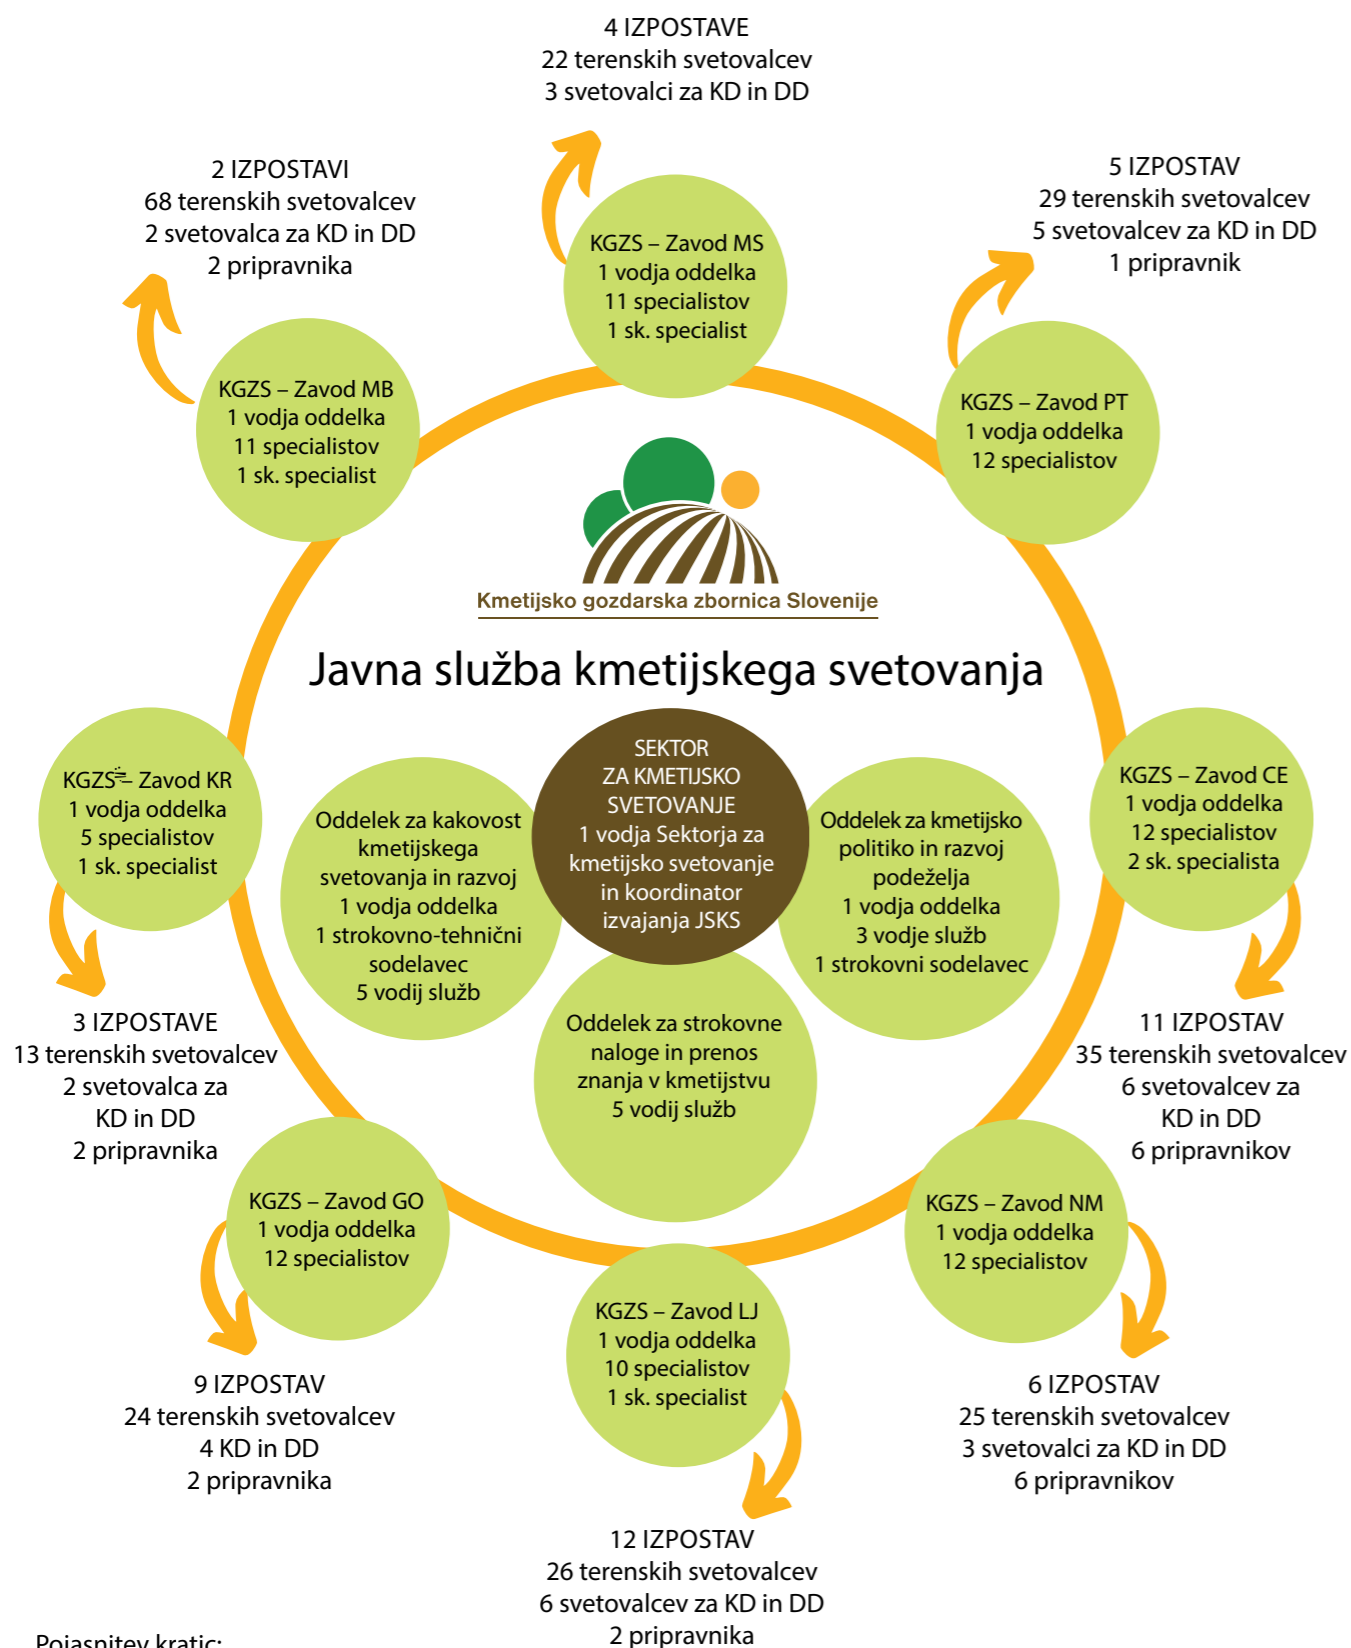 4 IZPOSTAVE
22 terenskih svetovalcev
3 svetovalci za KD in DD
2 IZPOSTAVI
68 terenskih svetovalcev
2 svetovalca za KD in DD
2 pripravnika
5 IZPOSTAV
29 terenskih svetovalcev
5 svetovalcev za KD in DD
1 pripravnik
KGZS – Zavod MS
1 vodja oddelka
11 specialistov
1 sk. specialist
KGZS – Zavod MB
1 vodja oddelka
11 specialistov
1 sk. specialist
KGZS – Zavod PT
1 vodja oddelka
12 specialistov
Kmetijsko gozdarska zbornica Slovenije
Javna služba kmetijskega svetovanja
KGZS – Zavod KR
1 vodja oddelka
5 specialistov
1 sk. specialist
Oddelek za kakovost
kmetijskega
svetovanja in razvoj
1 vodja oddelka
1 strokovno-tehnični
sodelavec
5 vodij služb
SEKTOR
ZA KMETIJSKO
SVETOVANJE
1 vodja Sektorja za
kmetijsko svetovanje
in koordinator
izvajanja JSKS
Oddelek za kmetijsko
politiko in razvoj
podeželja
1 vodja oddelka
3 vodje služb
1 strokovni sodelavec
KGZS – Zavod CE
1 vodja oddelka
12 specialistov
2 sk. specialista
Oddelek za strokovne
naloge in prenos
znanja v kmetijstvu
5 vodij služb
3 IZPOSTAVE
13 terenskih svetovalcev
2 svetovalca za
KD in DD
2 pripravnika
11 IZPOSTAV
35 terenskih svetovalcev
6 svetovalcev za
KD in DD
6 pripravnikov
KGZS – Zavod GO
1 vodja oddelka
12 specialistov
KGZS – Zavod NM
1 vodja oddelka
12 specialistov
KGZS – Zavod LJ
1 vodja oddelka
10 specialistov
1 sk. specialist
9 IZPOSTAV
24 terenskih svetovalcev
4 KD in DD
2 pripravnika
6 IZPOSTAV
25 terenskih svetovalcev
3 svetovalci za KD in DD
6 pripravnikov
12 IZPOSTAV
26 terenskih svetovalcev
6 svetovalcev za KD in DD
2 pripravnika
Pojasnitev kratic: